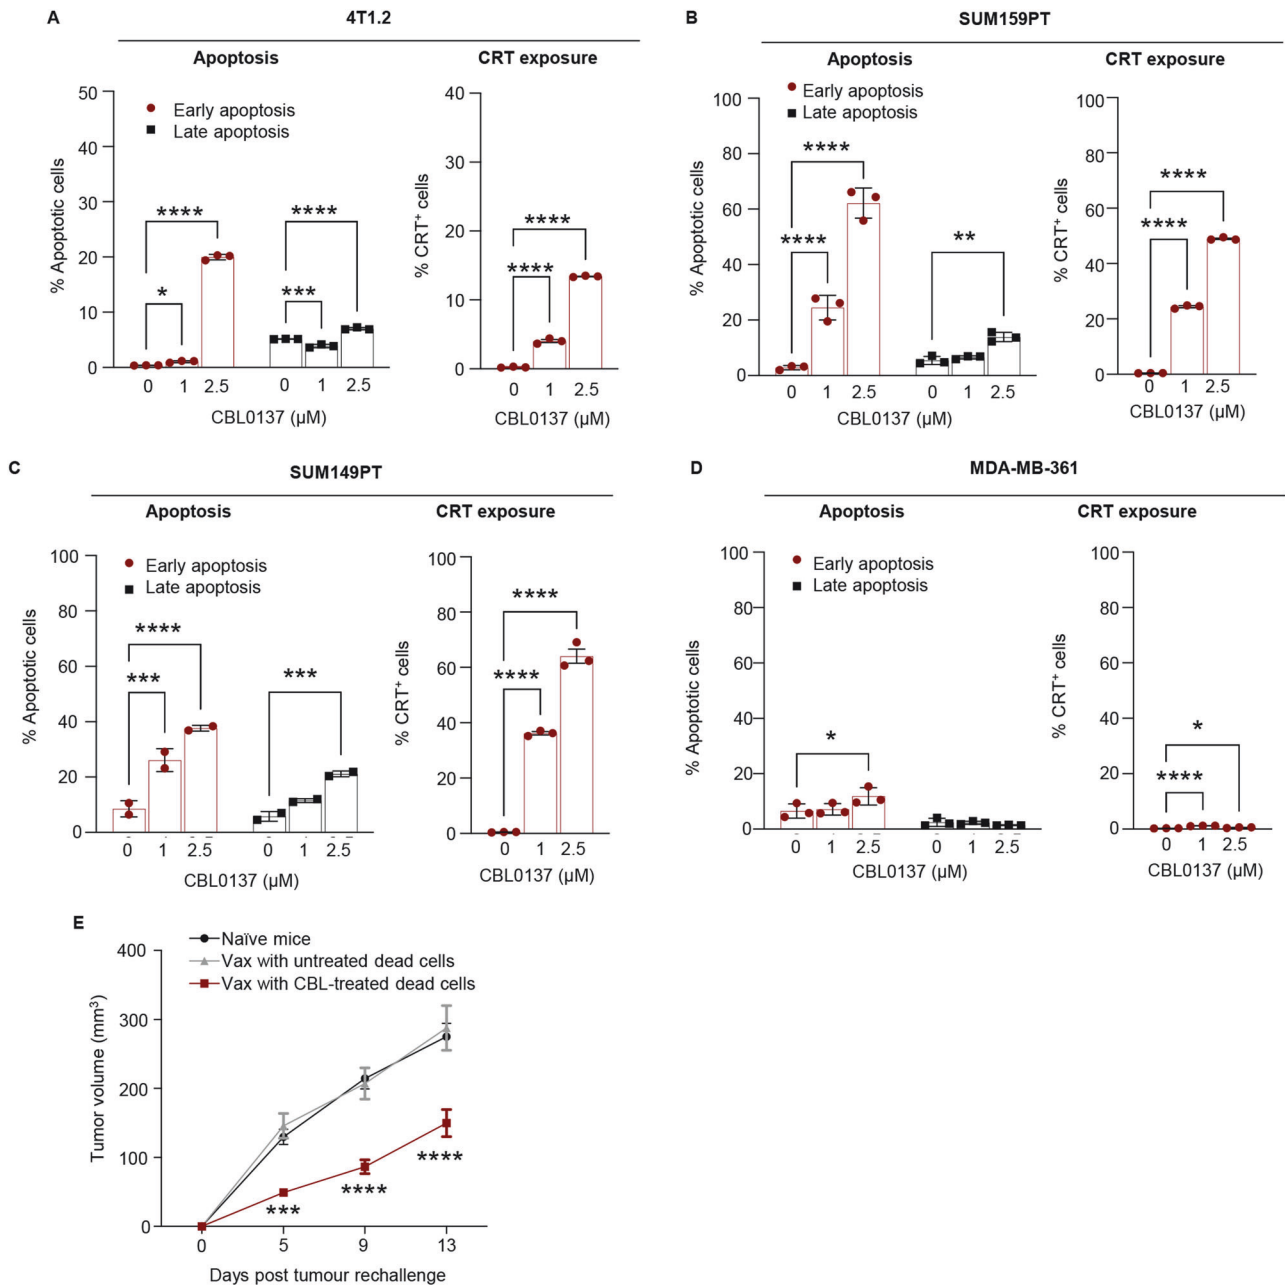 A
4T1.2
Apoptosis
CRT exposure
Early apoptosis
Late apoptosis
% Apoptotic cells
50
40
30
20
10
0
*
****
***
****
0 1 2.5 0 1 2.5
CBL0137 (µM)
% CRT⁺ cells
40
30
20
10
0
****
****
0 1 2.5
CBL0137 (µM)
B
SUM159PT
Apoptosis
CRT exposure
Early apoptosis
Late apoptosis
% Apoptotic cells
100
80
60
40
20
0
****
****
**
0 1 2.5 0 1 2.5
CBL0137 (µM)
% CRT⁺ cells
100
80
60
40
20
0
****
****
0 1 2.5
CBL0137 (µM)
C
SUM149PT
Apoptosis
CRT exposure
Early apoptosis
Late apoptosis
% Apoptotic cells
100
80
60
40
20
0
****
***
***
0 1 2.5 0 1 2.5
CBL0137 (µM)
% CRT⁺ cells
100
80
60
40
20
0
****
****
0 1 2.5
CBL0137 (µM)
D
MDA-MB-361
Apoptosis
CRT exposure
Early apoptosis
Late apoptosis
% Apoptotic cells
100
80
60
40
20
0
*
0 1 2.5 0 1 2.5
CBL0137 (µM)
% CRT⁺ cells
100
80
60
40
20
0
*
****
0 1 2.5
CBL0137 (µM)
E
Naïve mice
Vax with untreated dead cells
Vax with CBL-treated dead cells
Tumor volume (mm³)
400
300
200
100
0
***
****
****
0 5 9 13
Days post tumour rechallenge